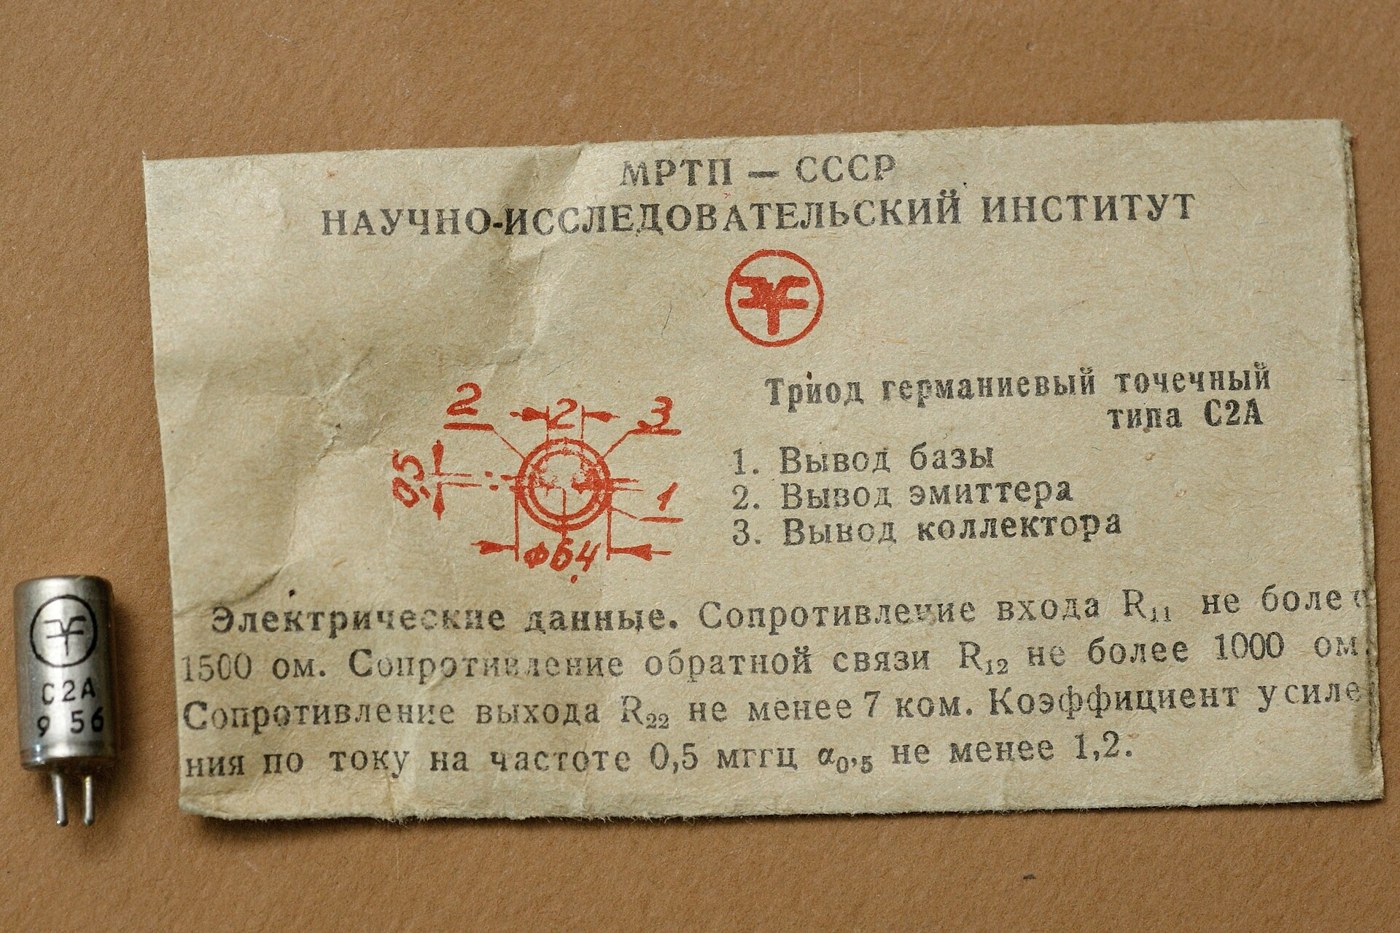 МРТП — СССР
НАУЧНО-ИССЛЕДОВАТЕЛЬСКИЙ ИНСТИТУТ
Триод германиевый точечный
типа С2А
2 2 3
0,5
1
ф6,4
1. Вывод базы
2. Вывод эмиттера
3. Вывод коллектора
Электрические данные. Сопротивление входа R₁₁ не более
1500 ом. Сопротивление обратной связи R₁₂ не более 1000 ом.
Сопротивление выхода R₂₂ не менее 7 ком. Коэффициент усиле
ния по току на частоте 0,5 мггц α₀,₅ не менее 1,2.
С2А
9 56